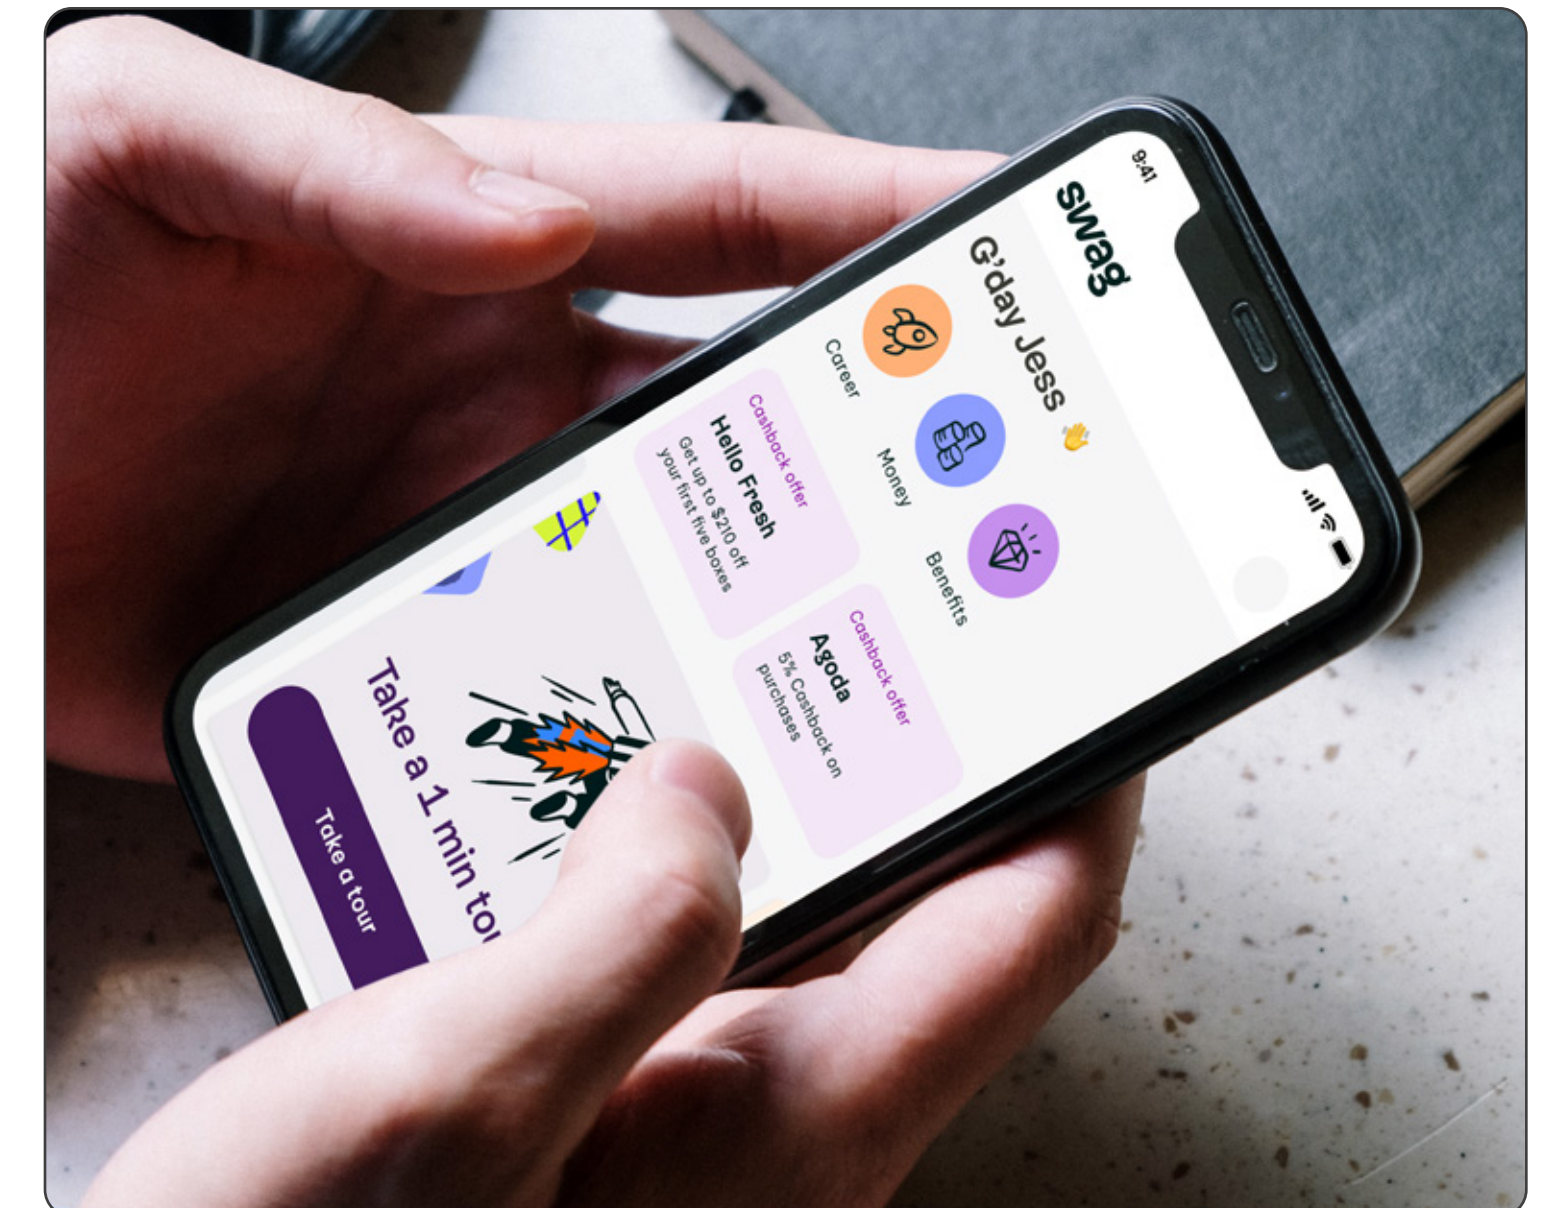 9:41
swag
G'day Jess 👋
Career
Money
Benefits
Cashback offer
Hello Fresh
Get up to $210 off
your first five boxes
Cashback offer
Agoda
5% Cashback on
purchases
Take a 1 min tou
Take a tour